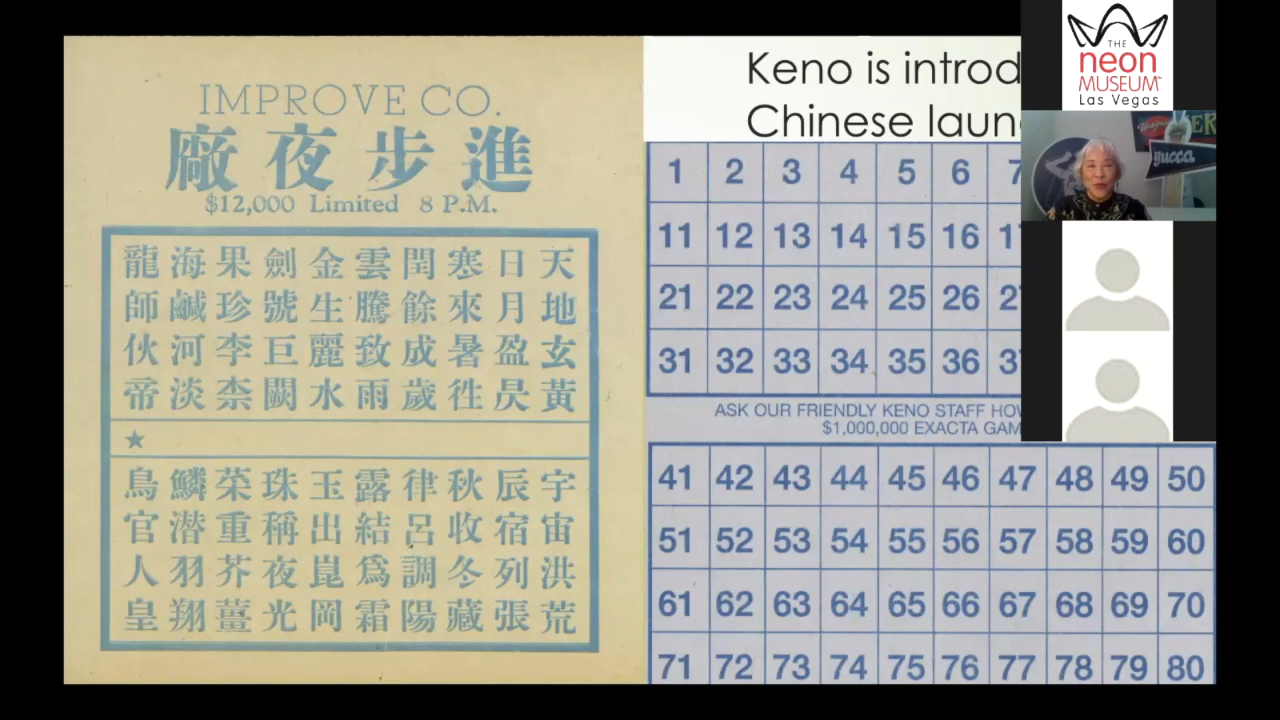 IMPROVE CO.
進步夜廠
$12,000 Limited 8 P.M.
天地玄黃
日月盈昃
寒來暑徃
閏餘成歲
雲騰致雨
金生麗水
劍號巨闕
果珍李柰
海鹹河淡
龍師伙帝
★
宇宙洪荒
辰宿列張
秋收冬藏
律呂調陽
露結爲霜
玉出崑岡
珠稱夜光
菜重芥薑
鱗潜羽翔
鳥官人皇
Keno is introd
Chinese laun
1 2 3 4 5 6 7
11 12 13 14 15 16 17
21 22 23 24 25 26 27
31 32 33 34 35 36 37
ASK OUR FRIENDLY KENO STAFF HOW
$1,000,000 EXACTA GAM
41 42 43 44 45 46 47 48 49 50
51 52 53 54 55 56 57 58 59 60
61 62 63 64 65 66 67 68 69 70
71 72 73 74 75 76 77 78 79 80
THE
neon
MUSEUM
Las Vegas
yucca